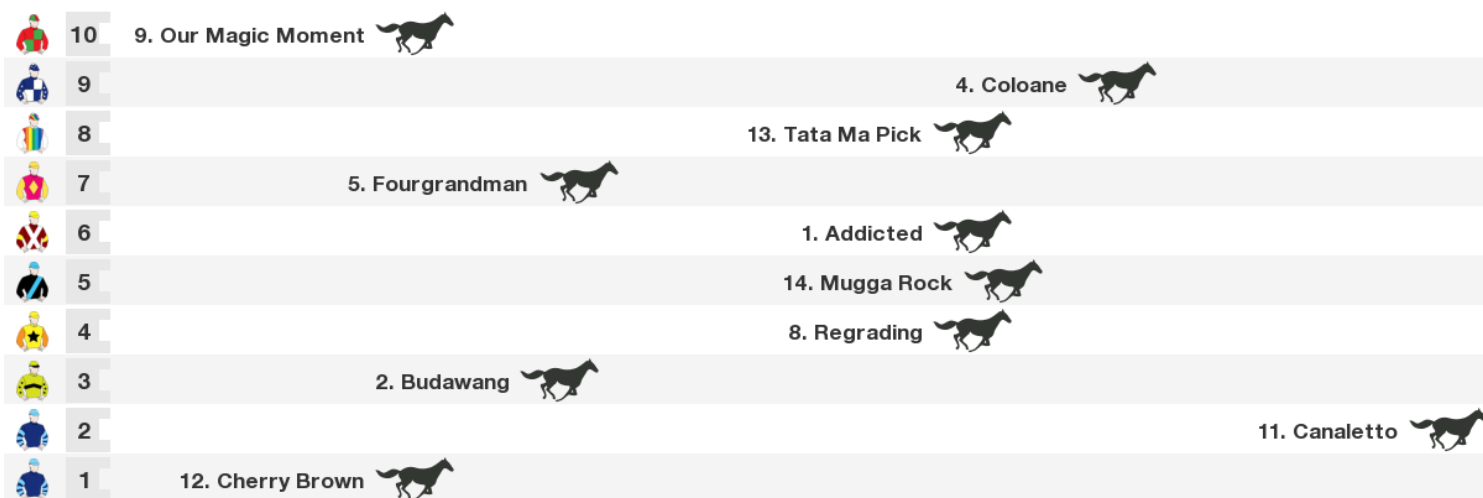 10 9. Our Magic Moment
9 4. Coloane
8 13. Tata Ma Pick
7 5. Fourgrandman
6 1. Addicted
5 14. Mugga Rock
4 8. Regrading
3 2. Budawang
2 11. Canaletto
1 12. Cherry Brown